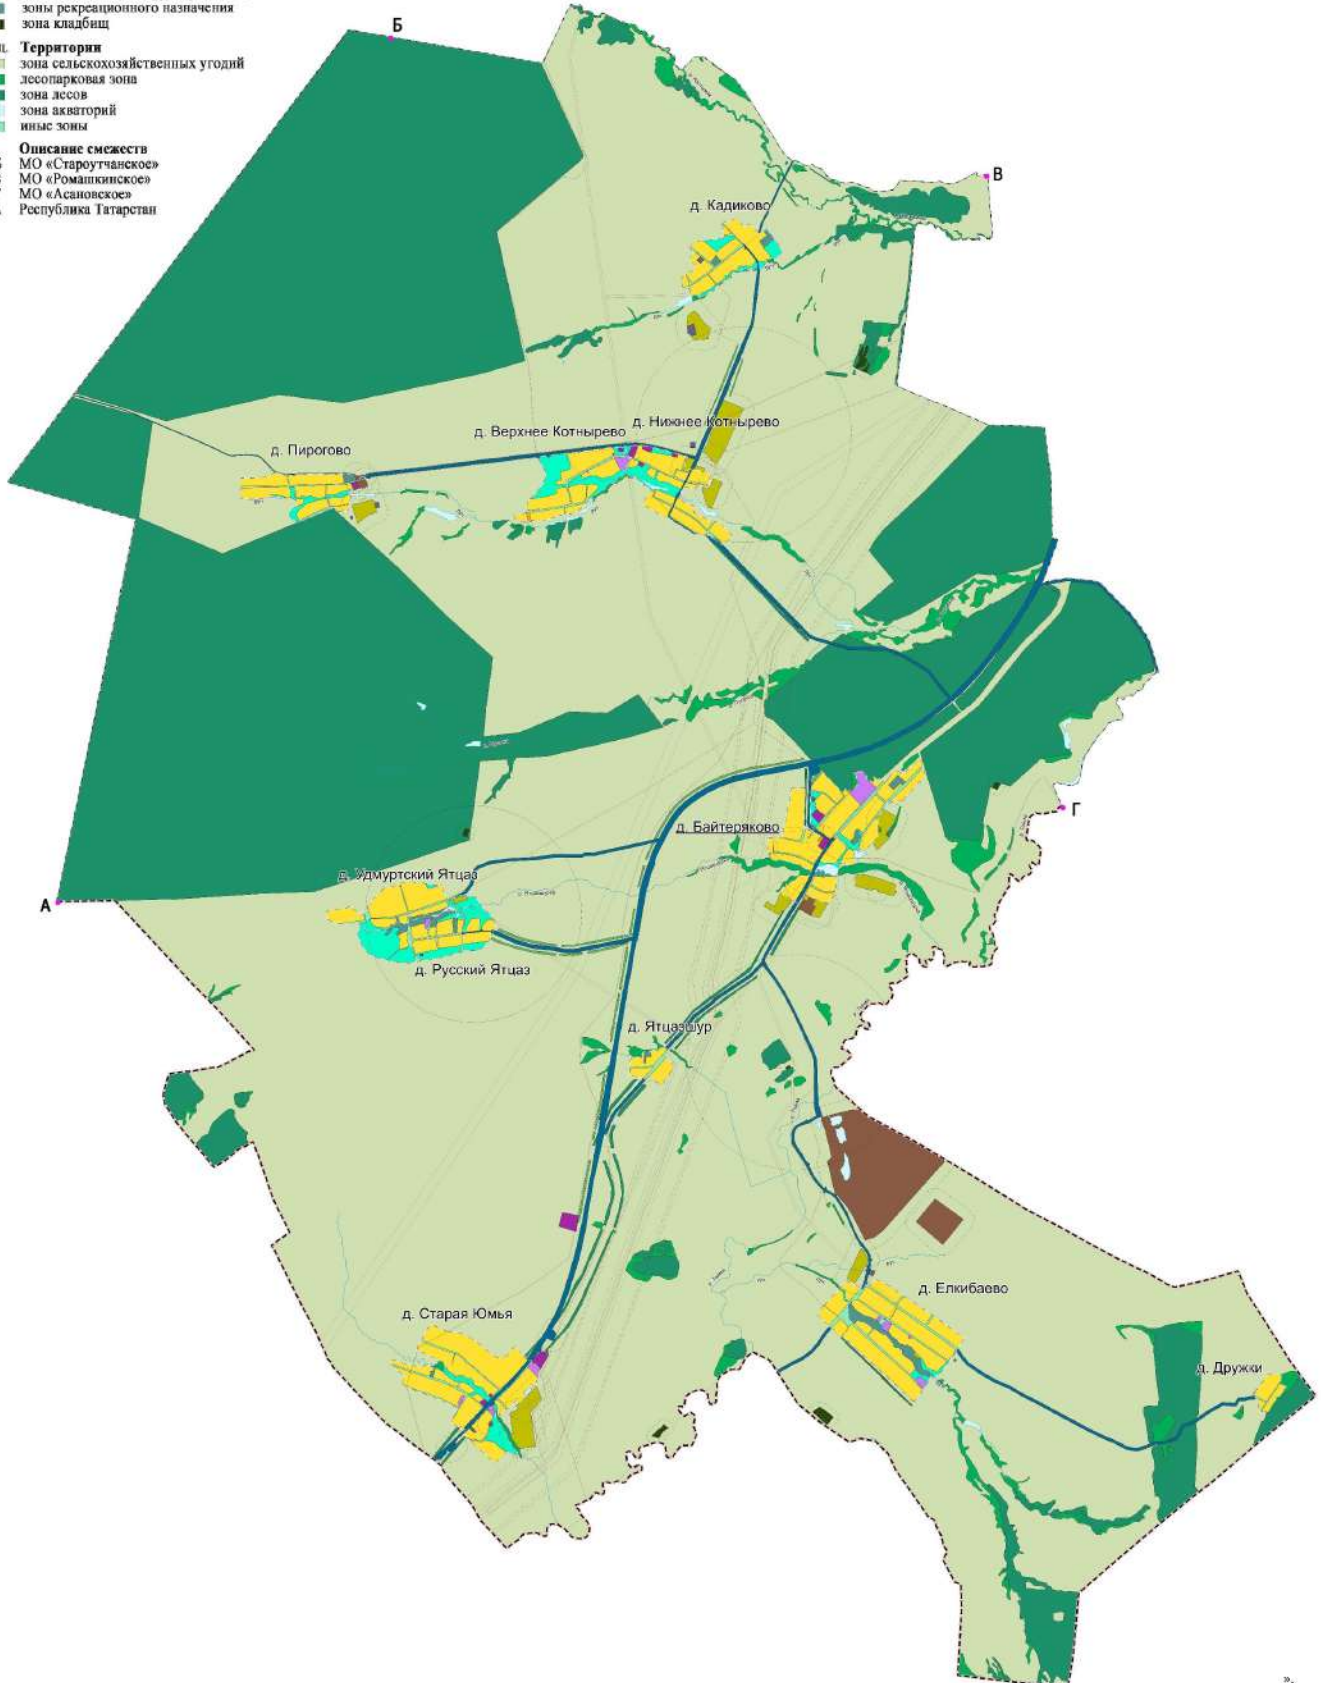 зоны рекреационного назначения
зона кладбищ
Территории
зона сельскохозяйственных угодий
лесопарковая зона
зона лесов
зона акваторий
иные зоны
Описание смежеств
МО «Староутчанское»
МО «Ромашкинское»
МО «Асановское»
Республика Татарстан
Б
В
д. Кадиково
д. Нижнее Котнырево
д. Верхнее Котнырево
д. Пирогово
Г
д. Байтеряково
д. Удмуртский Ятцаз
А
д. Русский Ятцаз
д. Ятцазшур
д. Елкибаево
д. Старая Юмья
д. Дружки
».